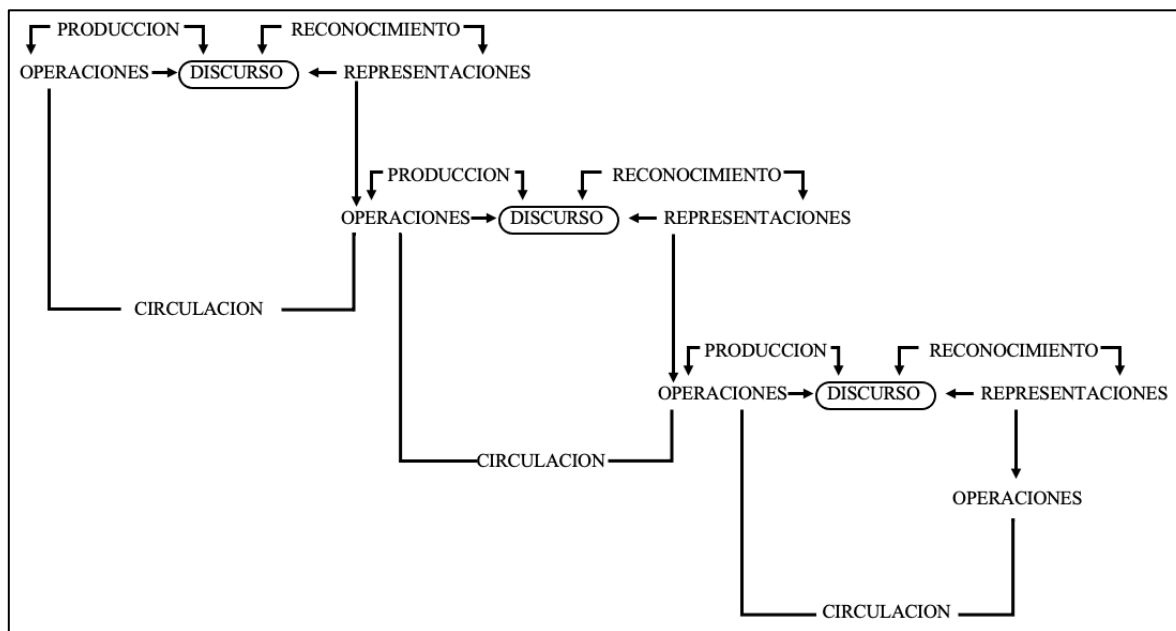 PRODUCCION RECONOCIMIENTO
OPERACIONES DISCURSO REPRESENTACIONES
PRODUCCION RECONOCIMIENTO
OPERACIONES DISCURSO REPRESENTACIONES
CIRCULACION
PRODUCCION RECONOCIMIENTO
OPERACIONES DISCURSO REPRESENTACIONES
CIRCULACION
OPERACIONES
CIRCULACION